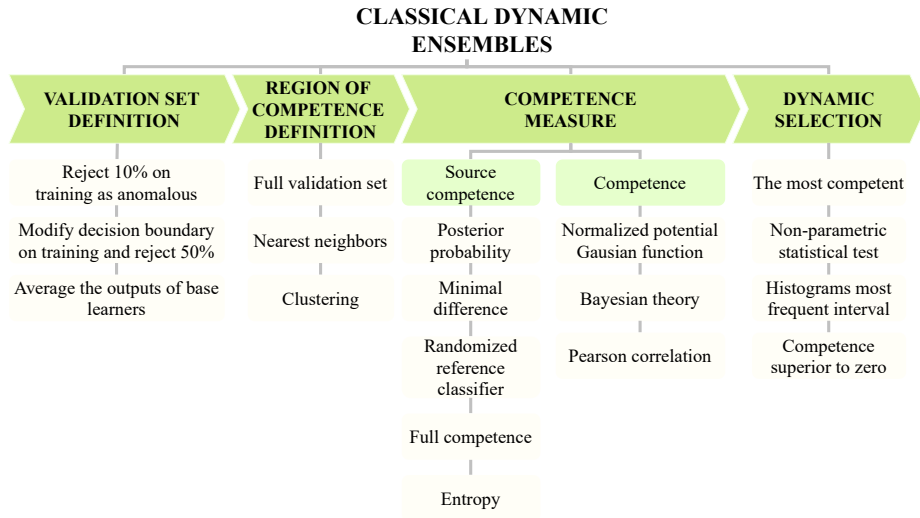 CLASSICAL DYNAMIC
ENSEMBLES
VALIDATION SET
DEFINITION
REGION OF
COMPETENCE
DEFINITION
COMPETENCE
MEASURE
DYNAMIC
SELECTION
Reject 10% on
training as anomalous
Modify decision boundary
on training and reject 50%
Average the outputs of base
learners
Full validation set
Nearest neighbors
Clustering
Source
competence
Posterior
probability
Minimal
difference
Randomized
reference
classifier
Full competence
Entropy
Competence
Normalized potential
Gausian function
Bayesian theory
Pearson correlation
The most competent
Non-parametric
statistical test
Histograms most
frequent interval
Competence
superior to zero